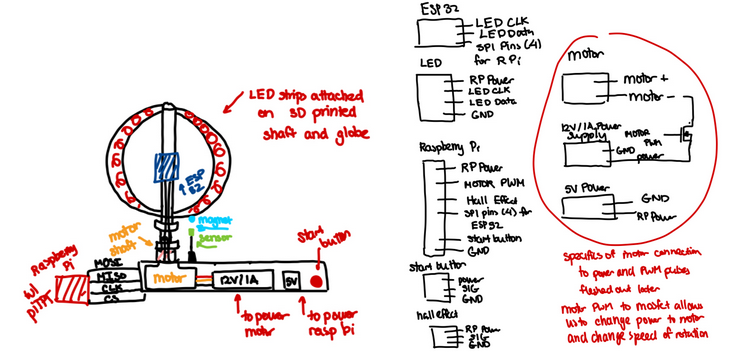 LED strips attached
on 3D printed
shaft and globe
ESP
32
magnet
sensor
motor
shaft
start
button
Raspberry
Pi
w/
piTFT
MOSI
MISO
CLK
CS
motor
12V/1A
5V
to power
motor
to power
rasp pi
ESP32
LED CLK
LED Data
SPI Pins (4)
for RPi
LED
RP Power
LED CLK
LED Data
GND
Raspberry Pi
RP Power
MOTOR PWM
Hall Effect
SPI pins (4) for
ESP32
start button
GND
start button
power
SIG
GND
hall effect
RP Power
SIG
GND
motor
motor +
motor -
12V/1A Power
supply
MOTOR
PWM
GND
power
5V Power
GND
RP Power
specifics of motor connection
to power and PWM pulses
fleshed out later
motor PWM to mosfet allows
us to change power to motor
and change speed of rotation